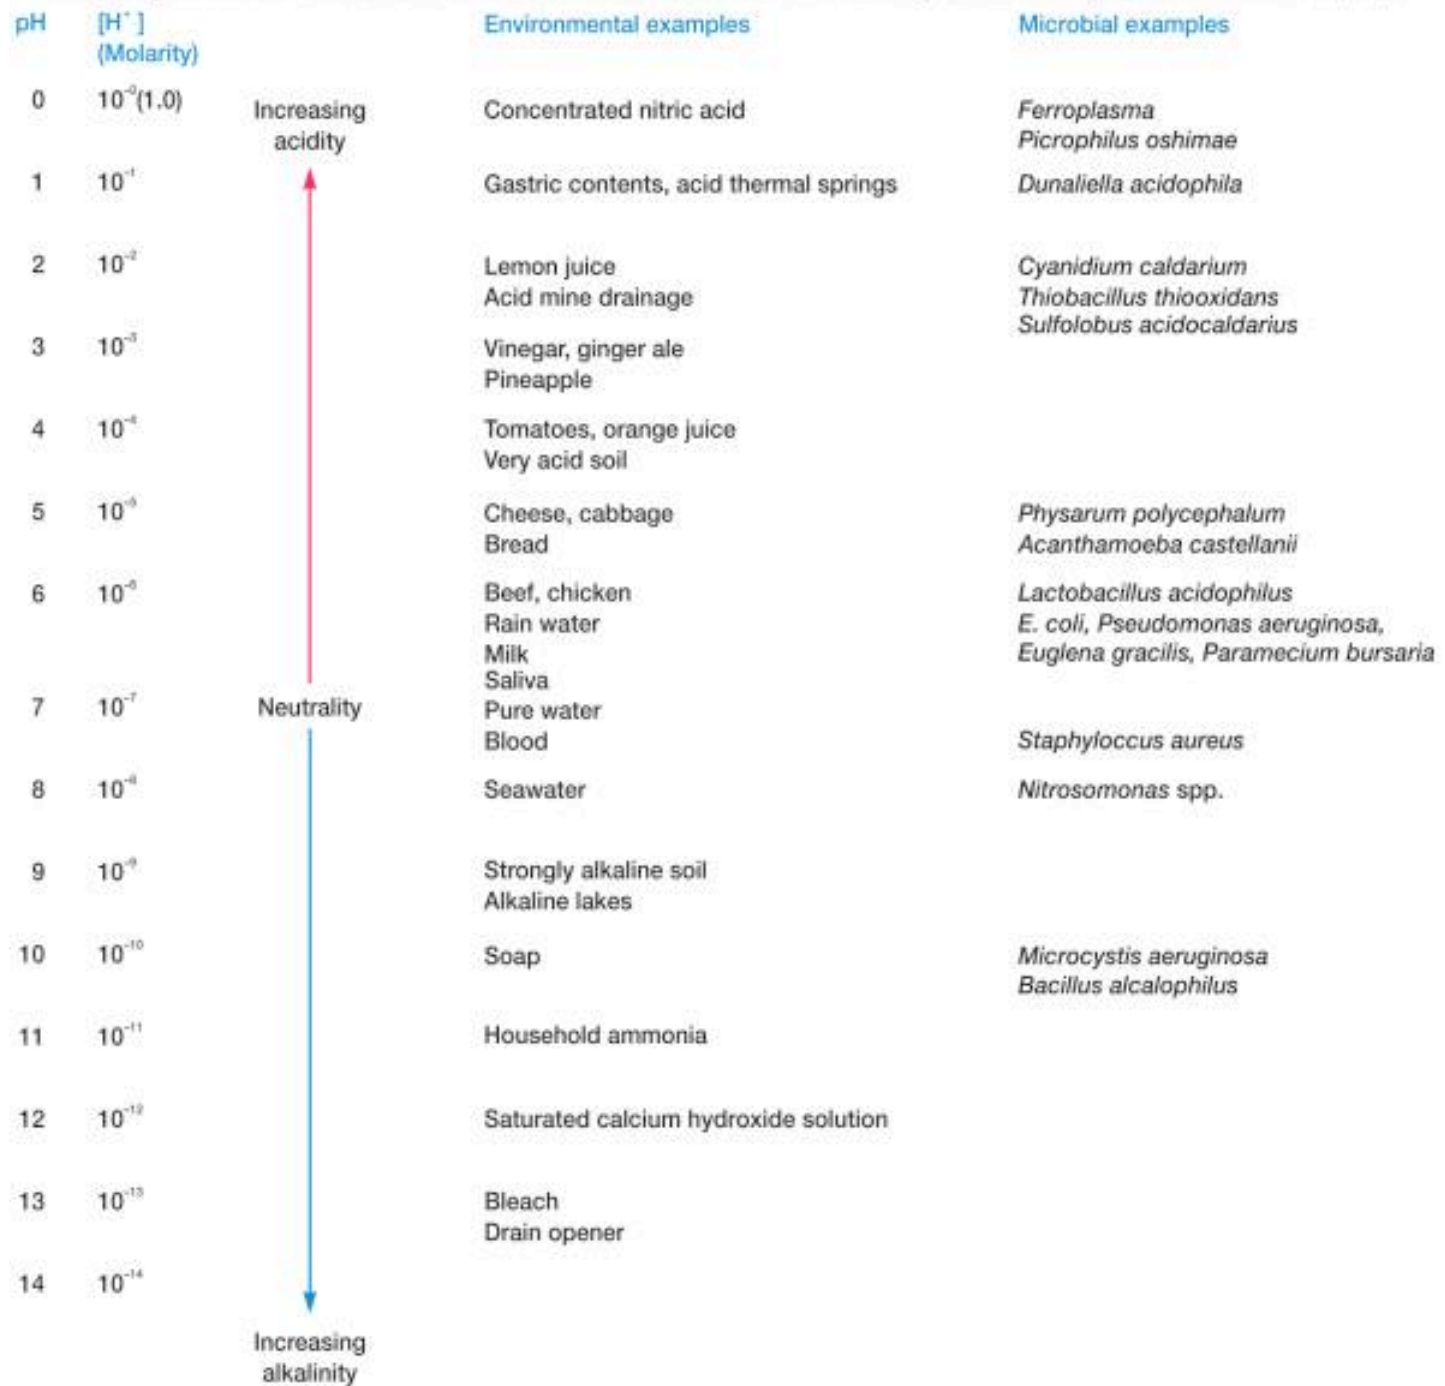 pH [H⁺] Environmental examples Microbial examples
(Molarity)
0 10⁻⁰(1.0) Increasing Concentrated nitric acid Ferroplasma
acidity Picrophilus oshimae
1 10⁻¹ Gastric contents, acid thermal springs Dunaliella acidophila
2 10⁻² Lemon juice Cyanidium caldarium
Acid mine drainage Thiobacillus thiooxidans
Sulfolobus acidocaldarius
3 10⁻³ Vinegar, ginger ale
Pineapple
4 10⁻⁴ Tomatoes, orange juice
Very acid soil
5 10⁻⁵ Cheese, cabbage Physarum polycephalum
Bread Acanthamoeba castellanii
6 10⁻⁶ Beef, chicken Lactobacillus acidophilus
Rain water E. coli, Pseudomonas aeruginosa,
Milk Euglena gracilis, Paramecium bursaria
Saliva
7 10⁻⁷ Neutrality Pure water
Blood Staphyloccus aureus
8 10⁻⁸ Seawater Nitrosomonas spp.
9 10⁻⁹ Strongly alkaline soil
Alkaline lakes
10 10⁻¹⁰ Soap Microcystis aeruginosa
Bacillus alcalophilus
11 10⁻¹¹ Household ammonia
12 10⁻¹² Saturated calcium hydroxide solution
13 10⁻¹³ Bleach
Drain opener
14 10⁻¹⁴
Increasing
alkalinity